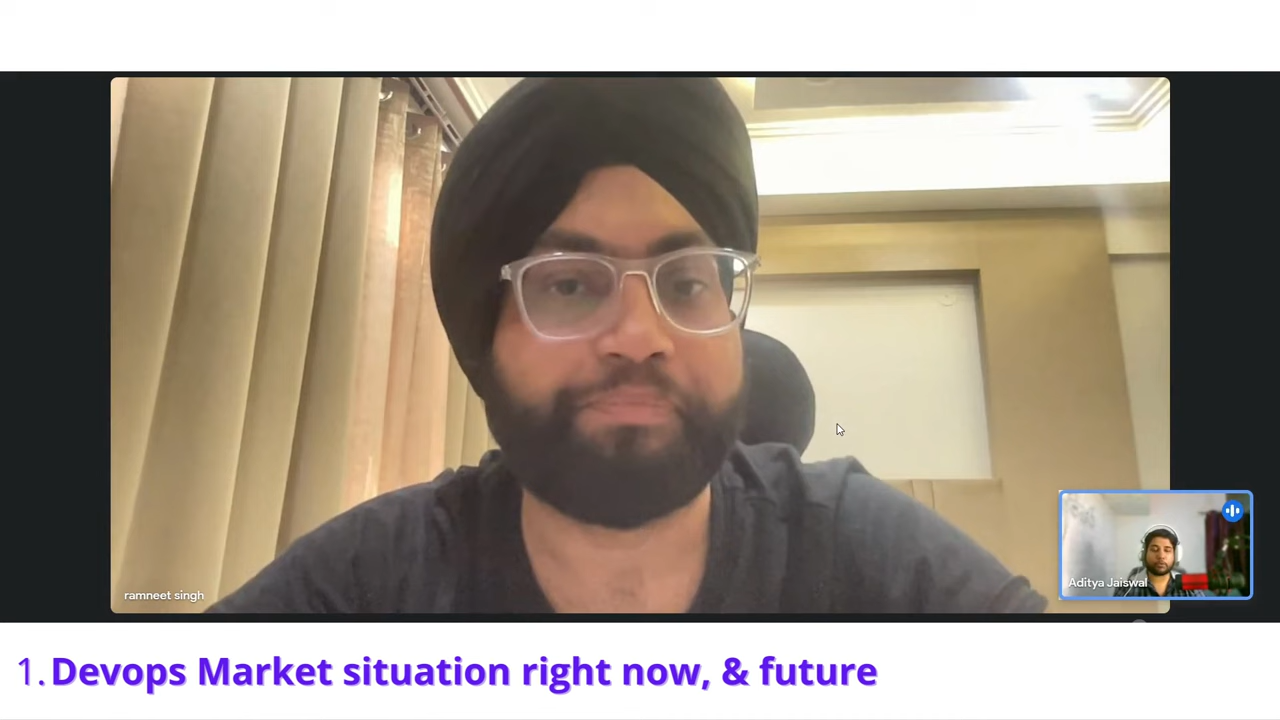 ramneet singh
Aditya Jaiswal
1. Devops Market situation right now, & future